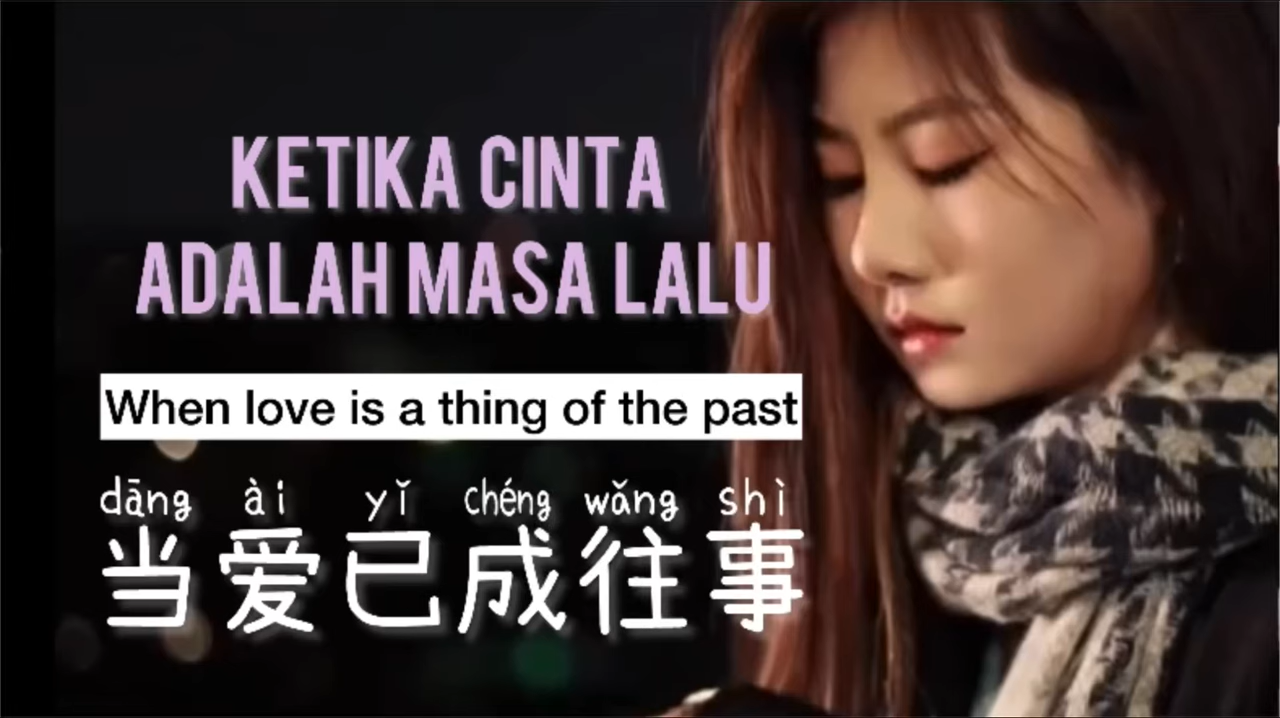 KETIKA CINTA
ADALAH MASA LALU
When love is a thing of the past
dāng ài yǐ chéng wǎng shì
当爱已成往事